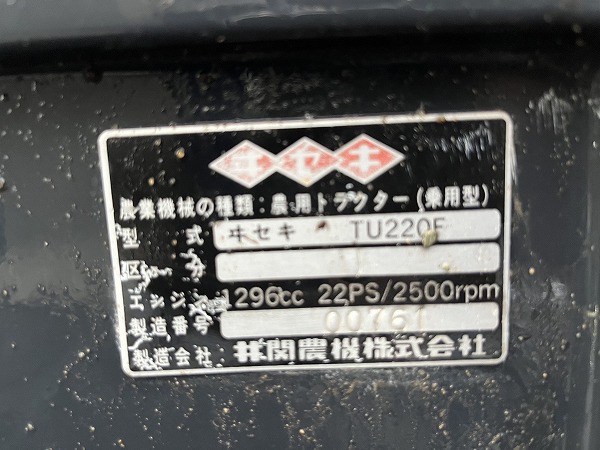 ヰセキ
農業機械の種類:農用トラクター(乗用型)
型式 ヰセキ TU220F
区分
エンジン 1296cc 22PS/2500rpm
製造番号 00761
製造会社:井関農機株式会社